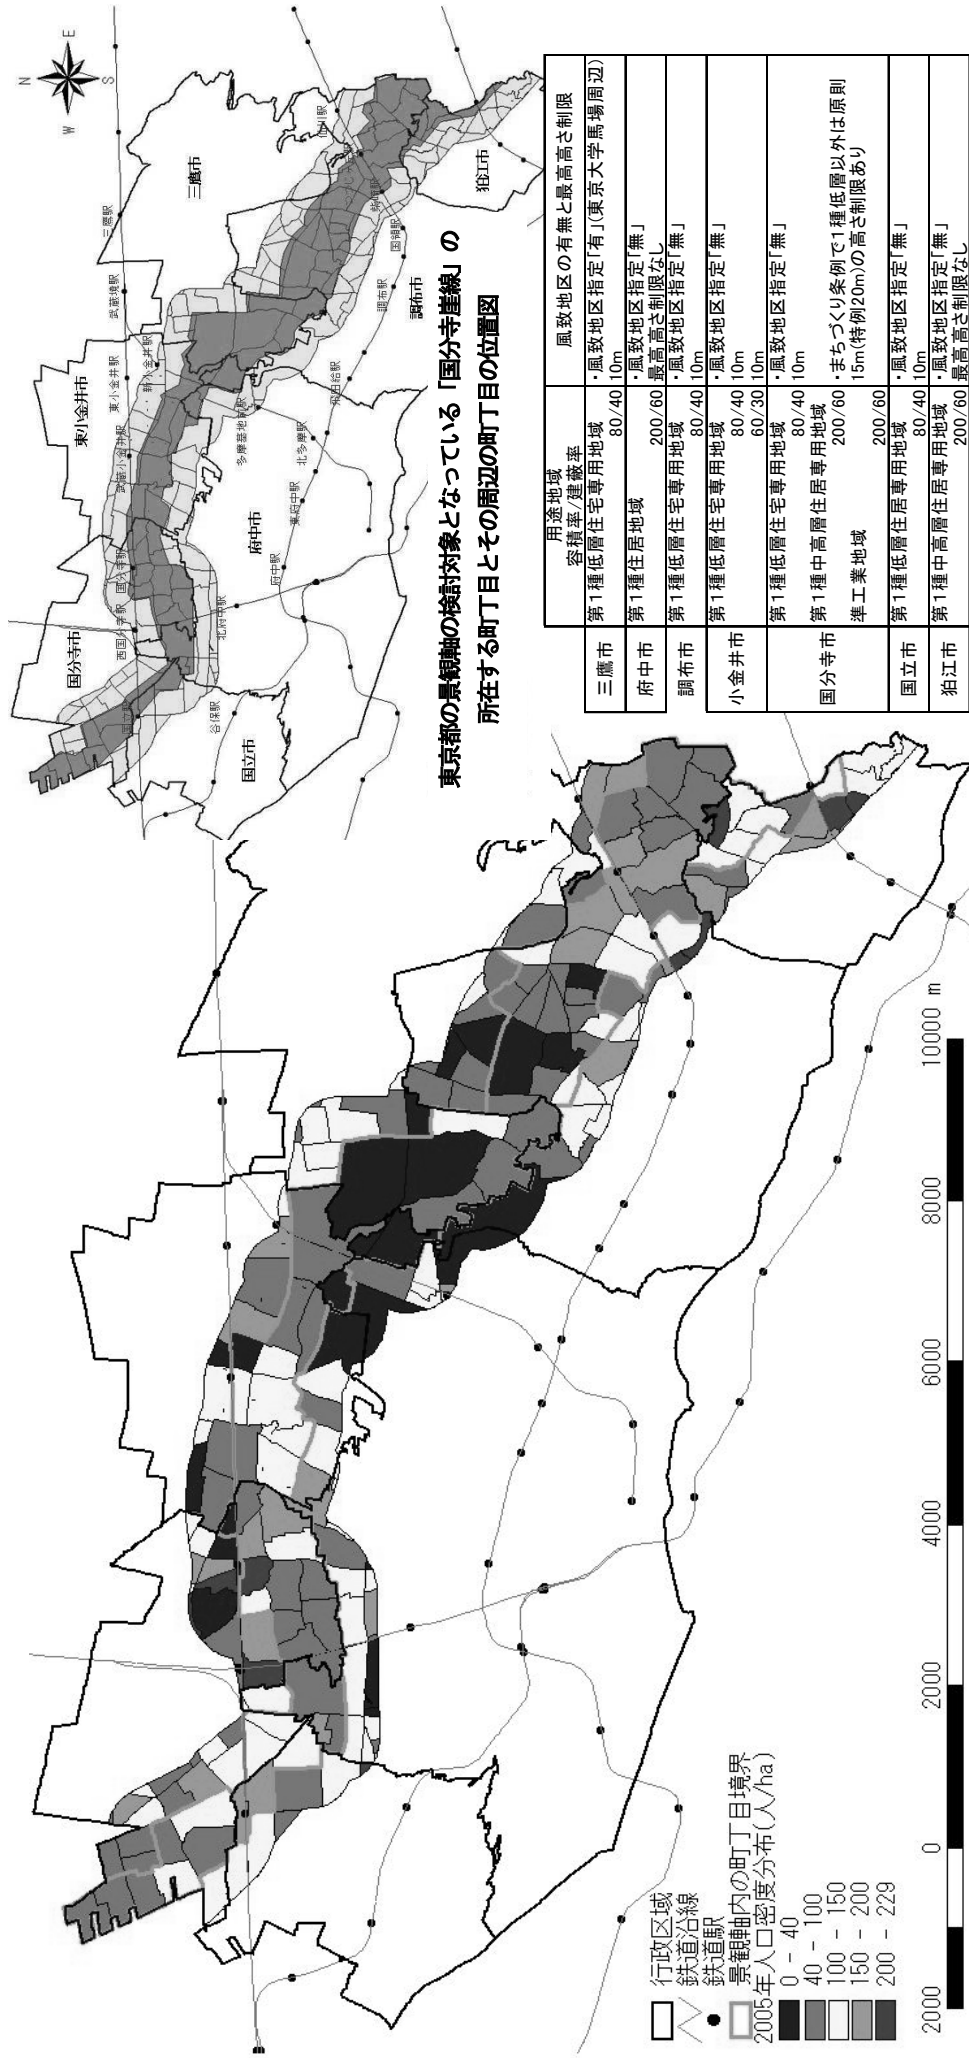 N
W
E
S
三鷹市
三鷹駅
武蔵境駅
東小金井市
東小金井駅
新小金井駅
武蔵小金井駅
国分寺駅
西国分寺駅
国分寺市
国立駅
北府中駅
府中市
府中駅
東府中駅
多磨墓地前駅
北多摩駅
飛田給駅
調布駅
調布市
国領駅
柴崎駅
仙川駅
狛江市
谷保駅
国立市
東京都の景観軸の検討対象となっている「国分寺崖線」の
所在する町丁目とその周辺の町丁目の位置図
用途地域
容積率/建蔽率
風致地区の有無と最高高さ制限
三鷹市
第1種低層住宅専用地域
80/40
・風致地区指定「有」(東京大学馬場周辺)
10m
府中市
第1種住居地域
200/60
・風致地区指定「無」
最高高さ制限なし
調布市
第1種低層住宅専用地域
80/40
・風致地区指定「無」
10m
小金井市
第1種低層住宅専用地域
80/40
60/30
・風致地区指定「無」
10m
10m
国分寺市
第1種低層住宅専用地域
80/40
第1種中高層住居専用地域
200/60
準工業地域
200/60
・風致地区指定「無」
10m
・まちづくり条例で1種低層以外は原則
15m(特例20m)の高さ制限あり
国立市
第1種低層住居専用地域
80/40
・風致地区指定「無」
10m
狛江市
第1種中高層住居専用地域
200/60
・風致地区指定「無」
最高高さ制限なし
行政区域
鉄道沿線
鉄道駅
景観軸内の町丁目境界
2005年人口密度分布(人/ha)
0 - 40
40 - 100
100 - 150
150 - 200
200 - 229
2000
0
2000
4000
6000
8000
10000 m